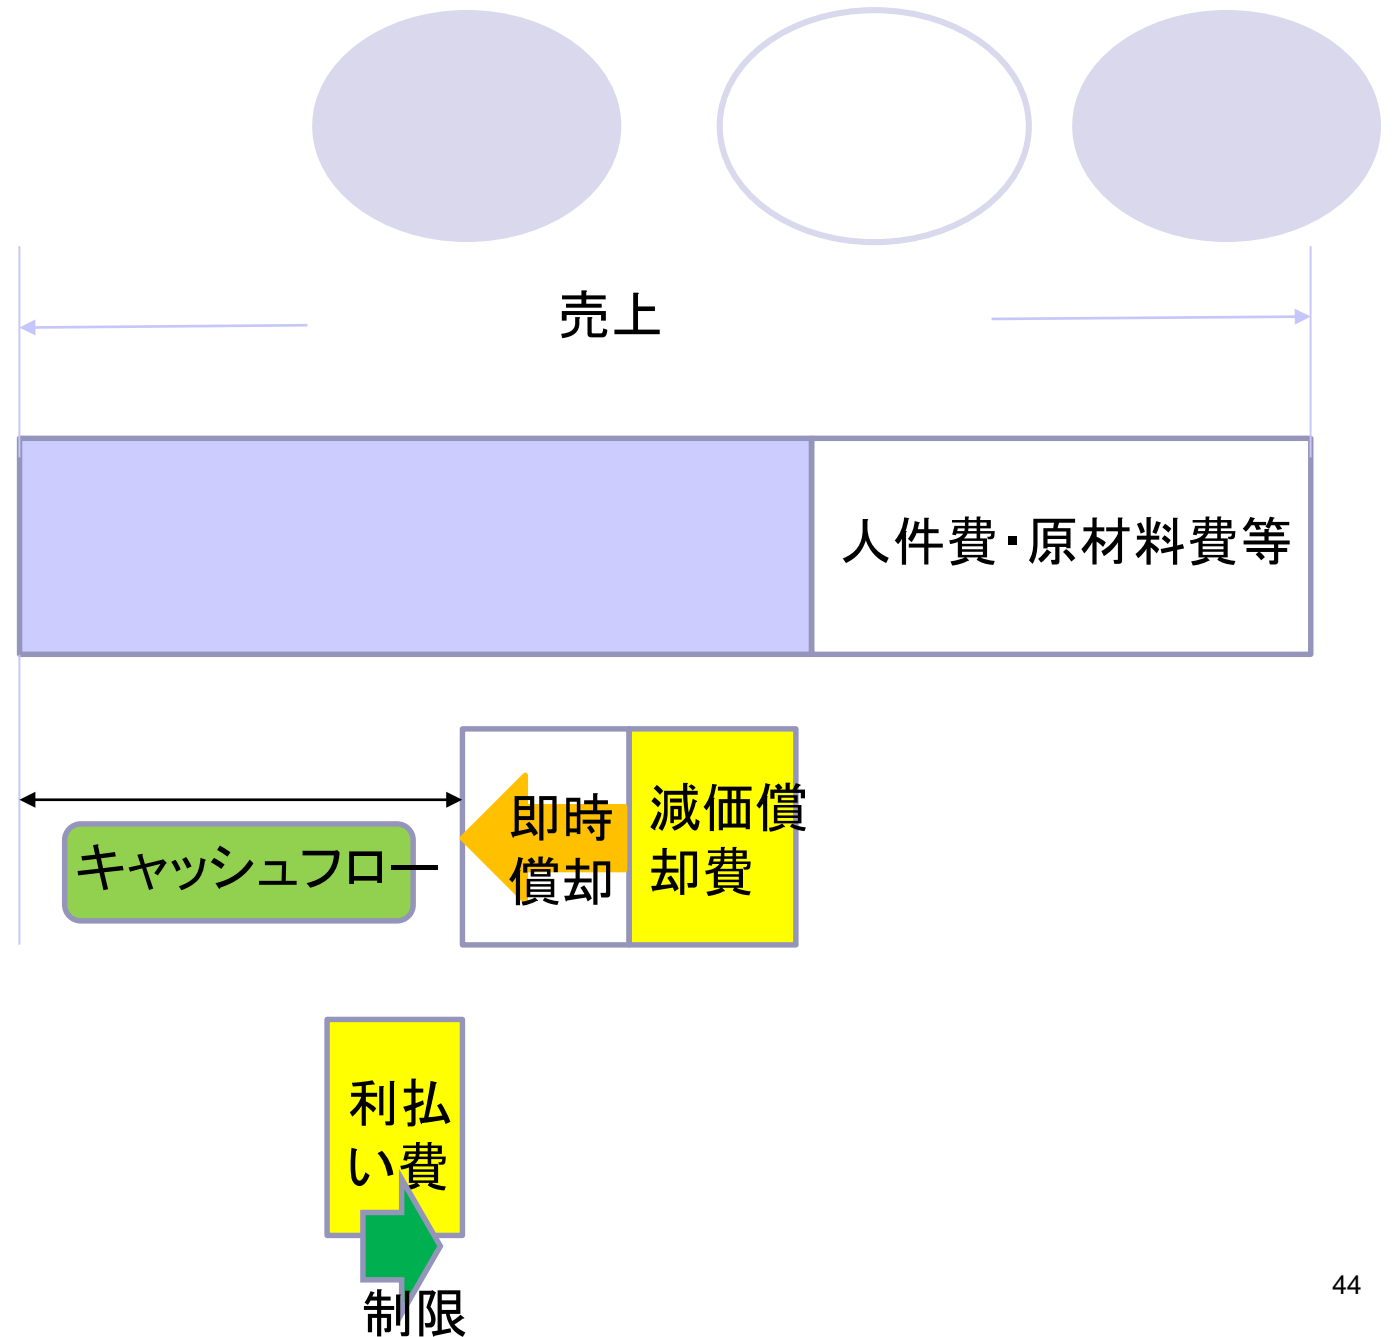 売上
人件費・原材料費等
即時
償却
減価償
却費
キャッシュフロー
利払
い費
制限
44